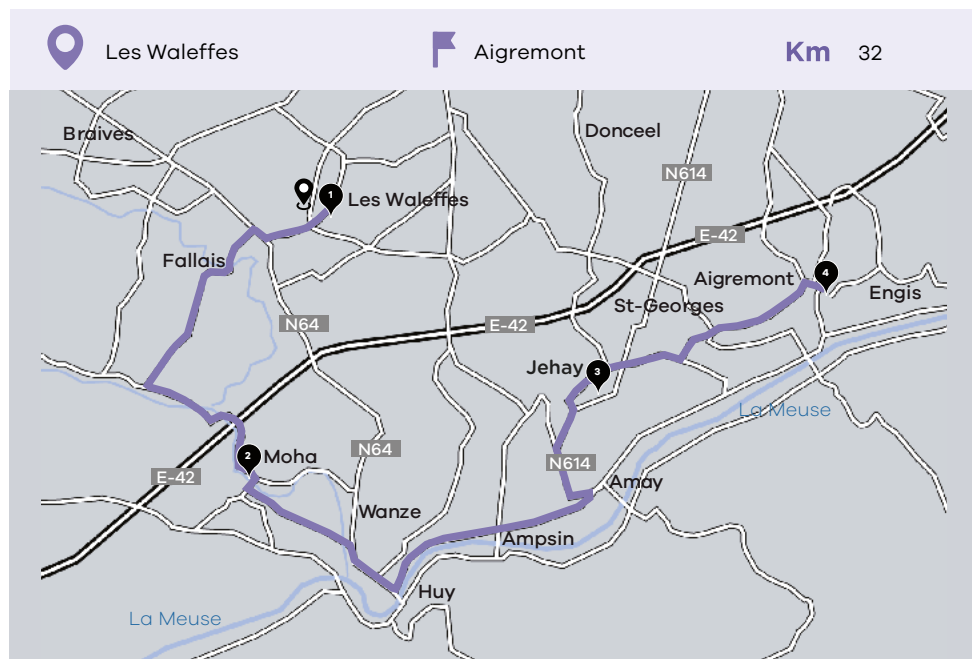 Les Waleffes
Aigremont
Km 32
Braives
Donceel
N614
1
Les Waleffes
E-42
Fallais
Aigremont
4
Engis
St-Georges
N64
E-42
Jehay
3
La Meuse
N64
2
Moha
N614
E-42
Amay
Wanze
Ampsin
Huy
La Meuse